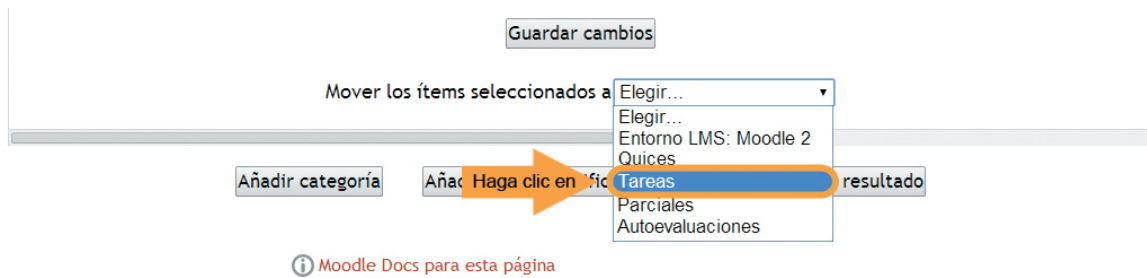 Guardar cambios
Mover los ítems seleccionados a Elegir...
Elegir...
Entorno LMS: Moodle 2
Quices
Añadir categoría Haga clic en Tareas resultado
Parciales
Autoevaluaciones
Moodle Docs para esta página